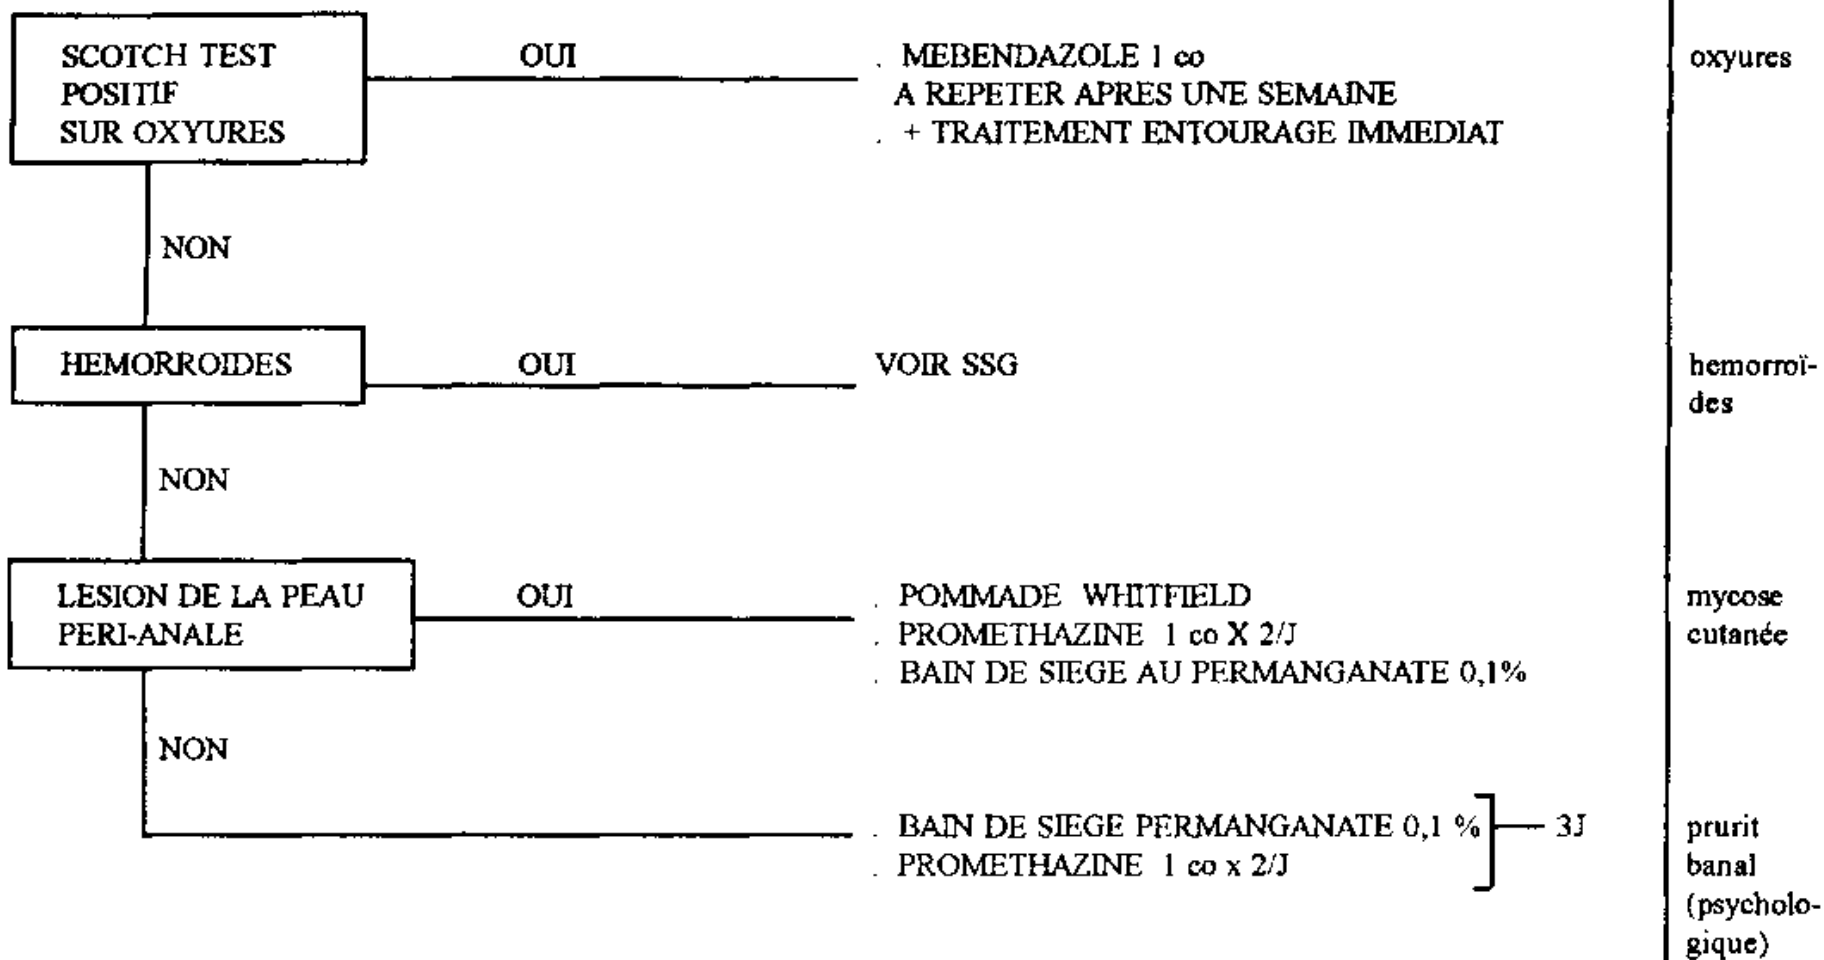 SCOTCH TEST
POSITIF
SUR OXYURES
OUI
. MEBENDAZOLE 1 co
A REPETER APRES UNE SEMAINE
. + TRAITEMENT ENTOURAGE IMMEDIAT
oxyures
NON
HEMORROIDES
OUI
VOIR SSG
hemorroï-
des
NON
LESION DE LA PEAU
PERI-ANALE
OUI
. POMMADE WHITFIELD
. PROMETHAZINE 1 co X 2/J
. BAIN DE SIEGE AU PERMANGANATE 0,1%
mycose
cutanée
NON
. BAIN DE SIEGE PERMANGANATE 0,1 %
. PROMETHAZINE 1 co x 2/J
3J
prurit
banal
(psycholo-
gique)